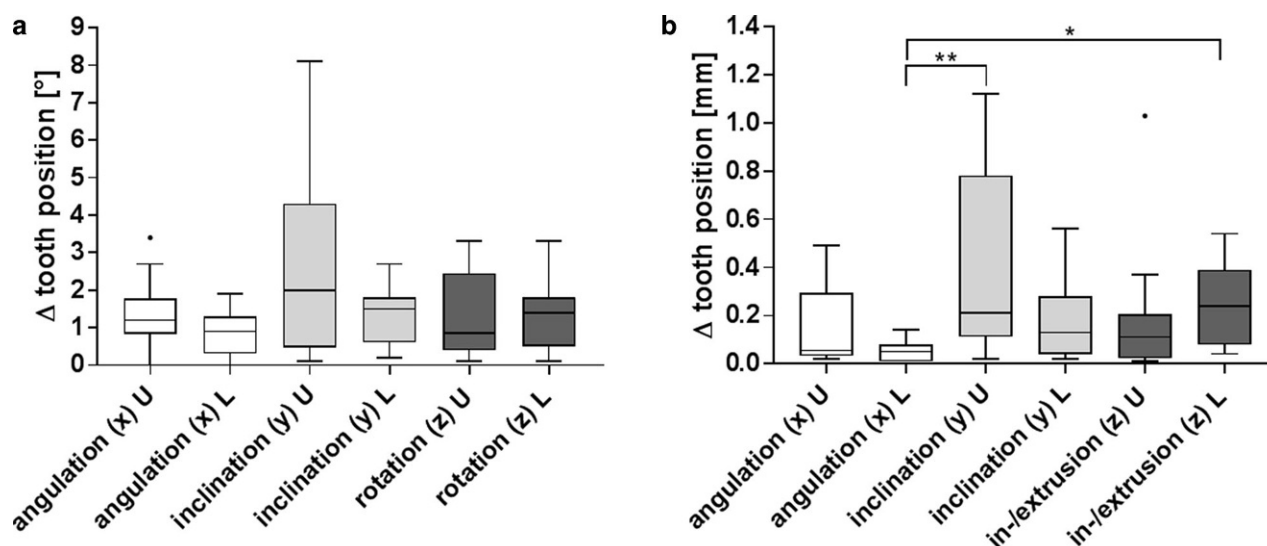 a
Δ tooth position [°]
9
8
7
6
5
4
3
2
1
0
angulation (x) U
angulation (x) L
inclination (y) U
inclination (y) L
rotation (z) U
rotation (z) L
b
Δ tooth position [mm]
1.4
1.2
1.0
0.8
0.6
0.4
0.2
0.0
*
**
angulation (x) U
angulation (x) L
inclination (y) U
inclination (y) L
in-/extrusion (z) U
in-/extrusion (z) L